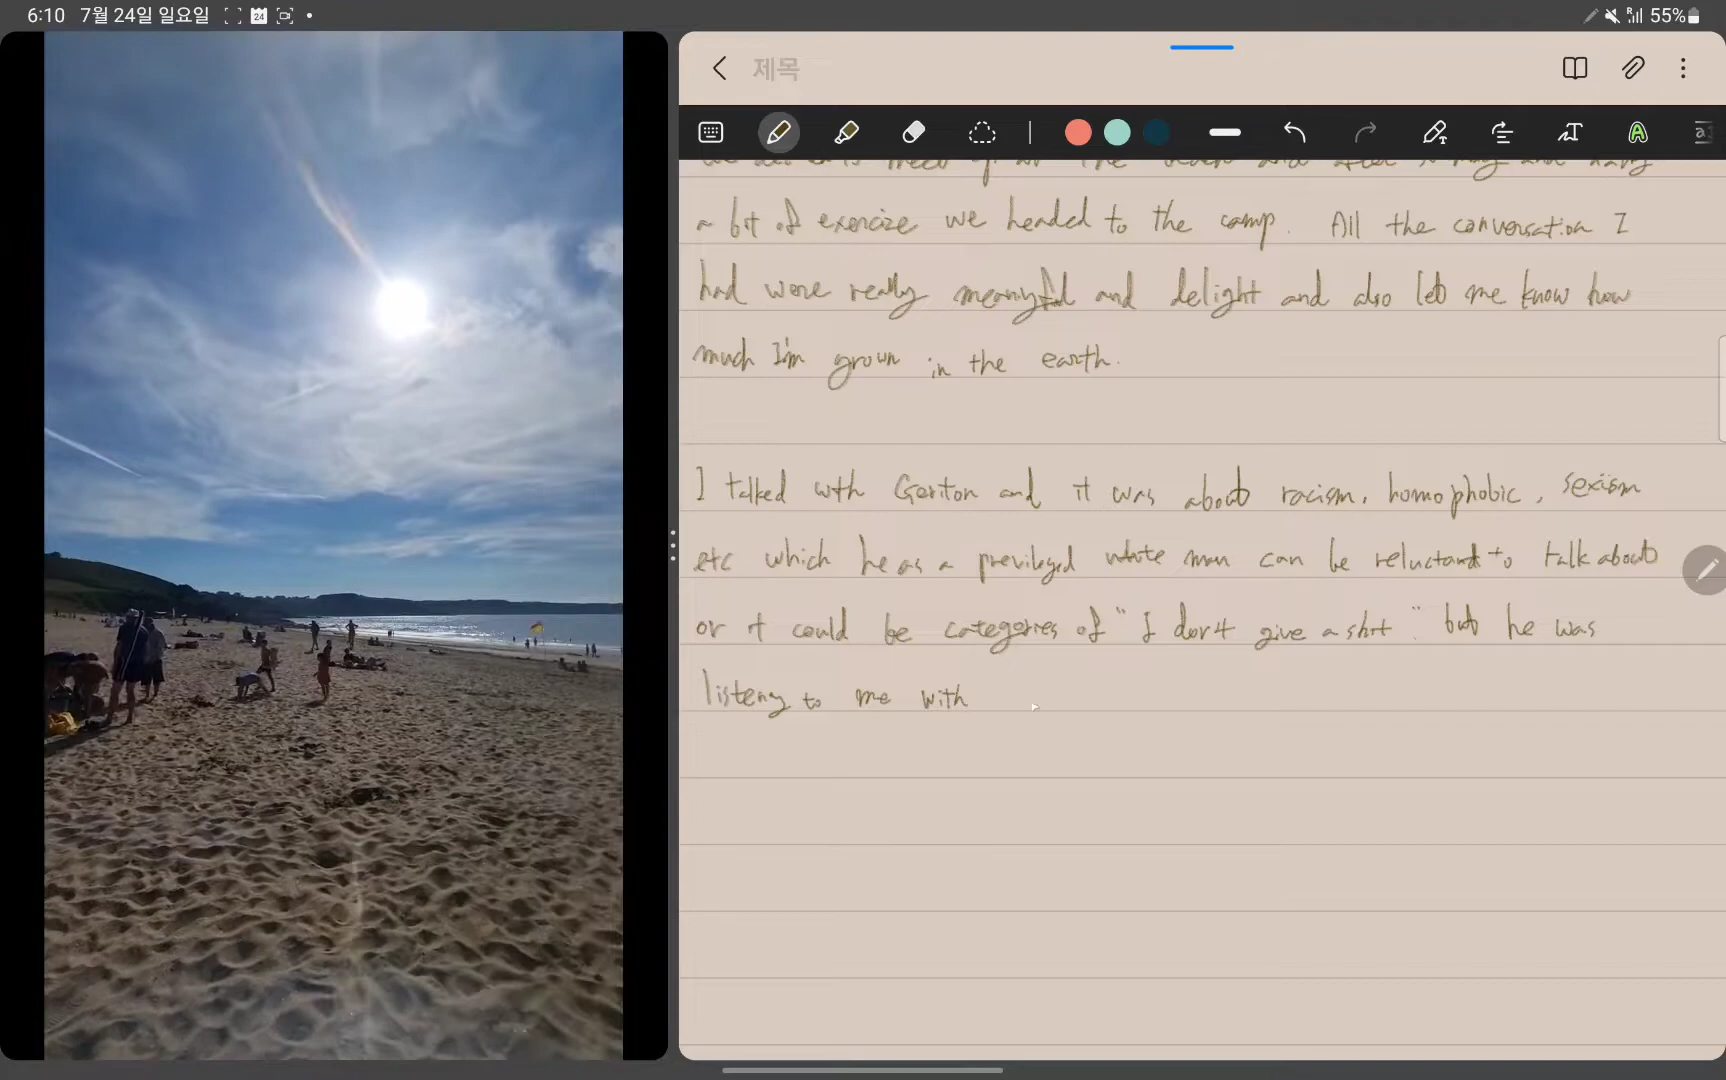 6:10 7월 24일 일요일 24 55%
제목
a bit of exercize we headed to the camp. All the conversation I
had were really meaningful and delight and also let me know how
much I'm grown in the earth.
I talked with and it was about racism, homophobic, sexism
etc which he as a previleged white man can be reluctant to talk about
or it could be categories of "I don't give a shit" but he was
listening to me with